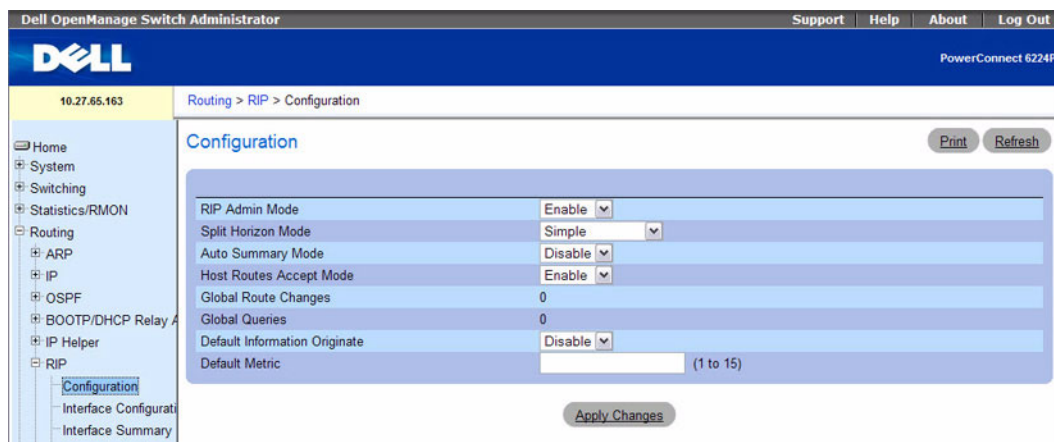 Dell OpenManage Switch Administrator
Support Help About Log Out
DELL
PowerConnect 6224P
10.27.65.163
Routing > RIP > Configuration
Home
System
Switching
Statistics/RMON
Routing
ARP
IP
OSPF
BOOTP/DHCP Relay A
IP Helper
RIP
Configuration
Interface Configurati
Interface Summary
Configuration
Print Refresh
RIP Admin Mode Enable
Split Horizon Mode Simple
Auto Summary Mode Disable
Host Routes Accept Mode Enable
Global Route Changes 0
Global Queries 0
Default Information Originate Disable
Default Metric (1 to 15)
Apply Changes